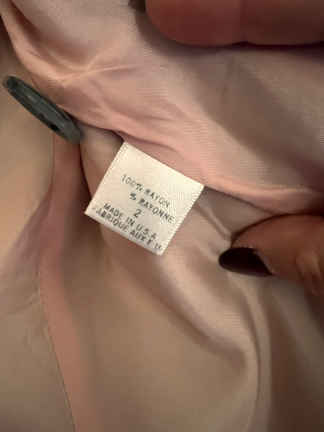 100% RAYON
% RAYONNE
2
MADE IN U.S.A.
FABRIQUE AUX E U